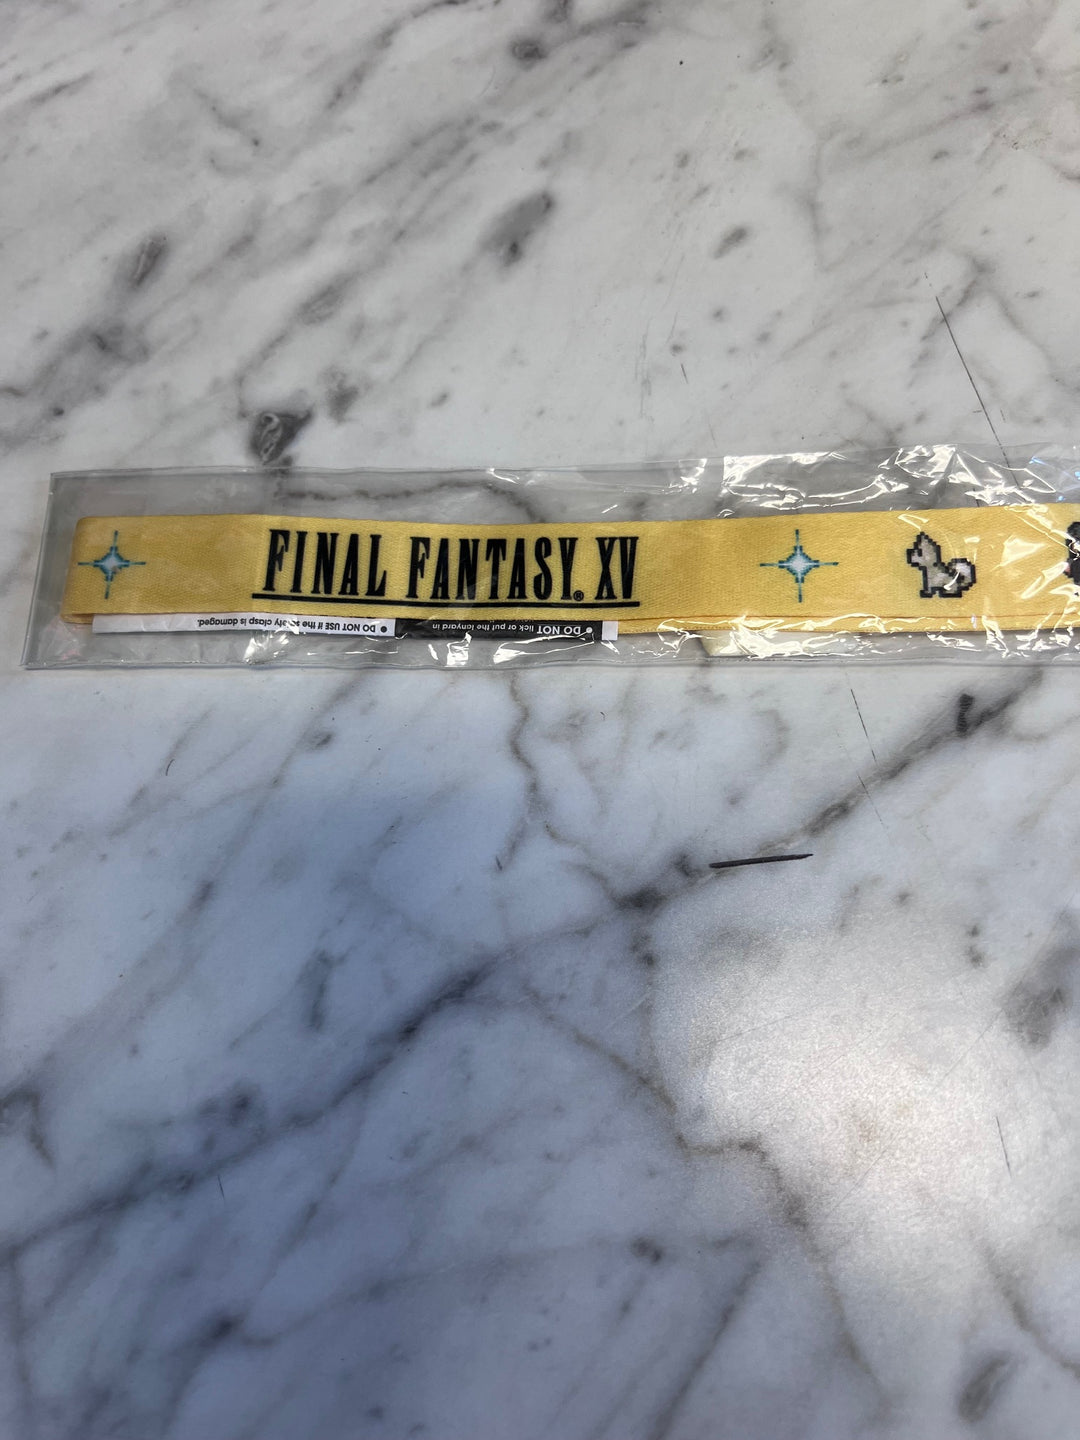 FINAL FANTASY® XV
● DO NOT USE if the safety clasp is damaged.
● DO NOT lick or put the lanyard in